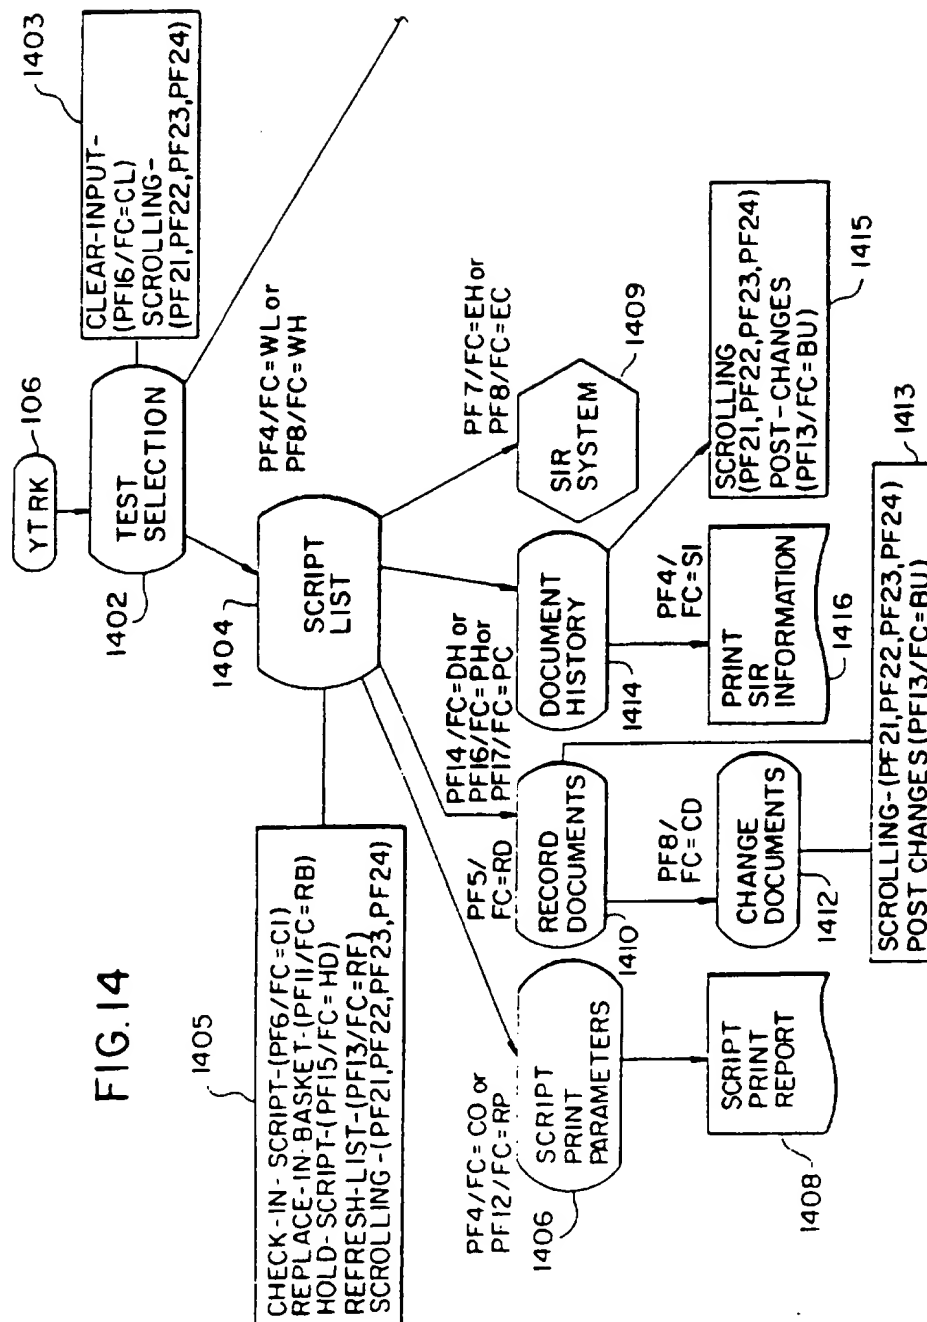 FIG.14
YTRK
106
TEST
SELECTION
1402
CLEAR-INPUT-
(PF16/FC=CL)
SCROLLING-
(PF21,PF22,PF23,PF24)
1403
PF4/FC=WL or
PF8/FC=WH
1404
SCRIPT
LIST
1405
CHECK-IN-SCRIPT-(PF6/FC=CI)
REPLACE-IN-BASKET-(PF11/FC=RB)
HOLD-SCRIPT-(PF15/FC=HD)
REFRESH-LIST-(PF13/FC=RF)
SCROLLING-(PF21,PF22,PF23,PF24)
PF4/FC=CO or
PF12/FC=RP
SCRIPT
PRINT
PARAMETERS
1406
SCRIPT
PRINT
REPORT
1408
PF5/
FC=RD
RECORD
DOCUMENTS
1410
PF8/
FC=CD
CHANGE
DOCUMENTS
1412
PF14/FC=DH or
PF16/FC=PH or
PF17/FC=PC
DOCUMENT
HISTORY
1414
PF4/
FC=SI
PRINT
SIR
INFORMATION
1416
PF7/FC=EH or
PF8/FC=EC
SIR
SYSTEM
1409
SCROLLING
(PF21,PF22,PF23,PF24)
POST-CHANGES
(PF13/FC=BU)
1415
SCROLLING-(PF21,PF22,PF23,PF24)
POST CHANGES (PF13/FC=BU)
1413